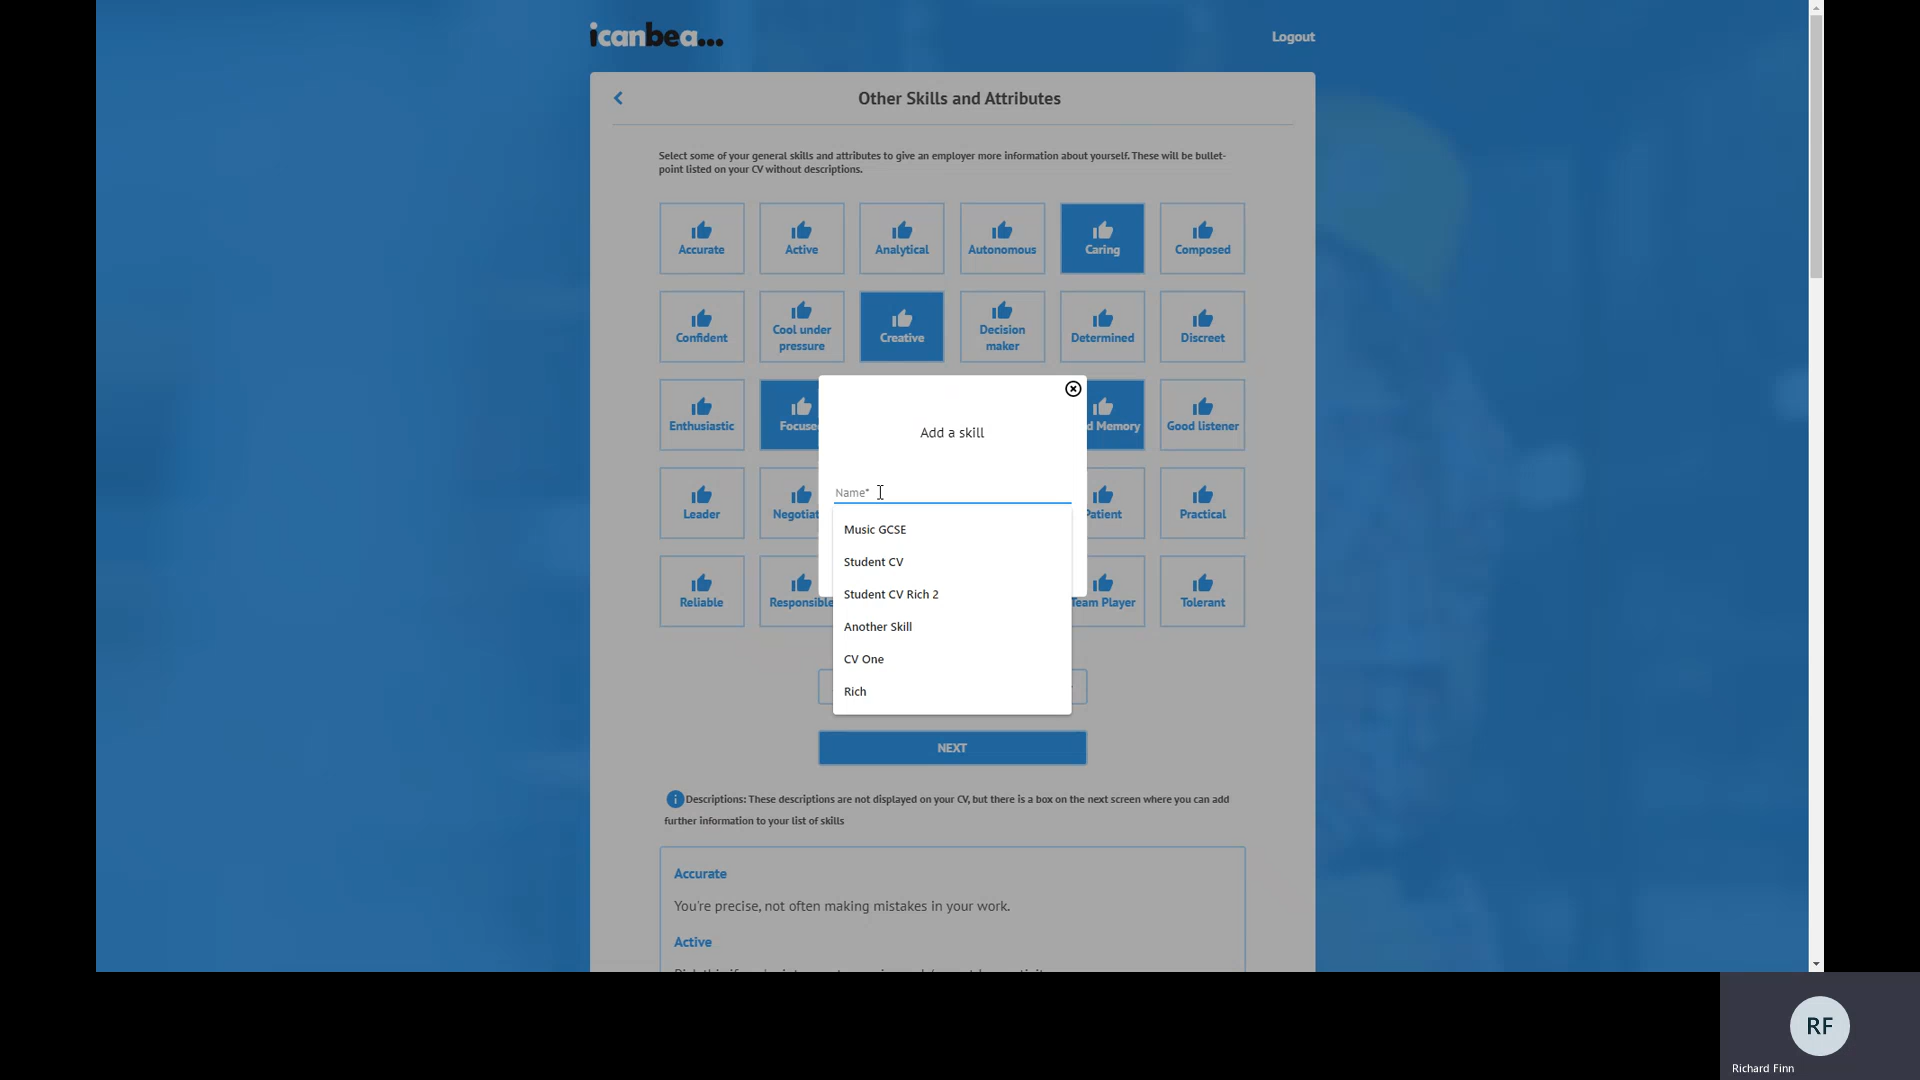 icanbea...
Logout
Other Skills and Attributes
Select some of your general skills and attributes to give an employer more information about yourself. These will be bullet-
point listed on your CV without descriptions.
Accurate
Active
Analytical
Autonomous
Caring
Composed
Confident
Cool under
pressure
Creative
Decision
maker
Determined
Discreet
Enthusiastic
Focuse
d Memory
Good listener
Add a skill
Name*
Leader
Negotiat
Patient
Practical
Music GCSE
Student CV
Student CV Rich 2
Another Skill
CV One
Rich
Reliable
Responsible
Team Player
Tolerant
NEXT
Descriptions: These descriptions are not displayed on your CV, but there is a box on the next screen where you can add
further information to your list of skills
Accurate
You're precise, not often making mistakes in your work.
Active
RF
Richard Finn